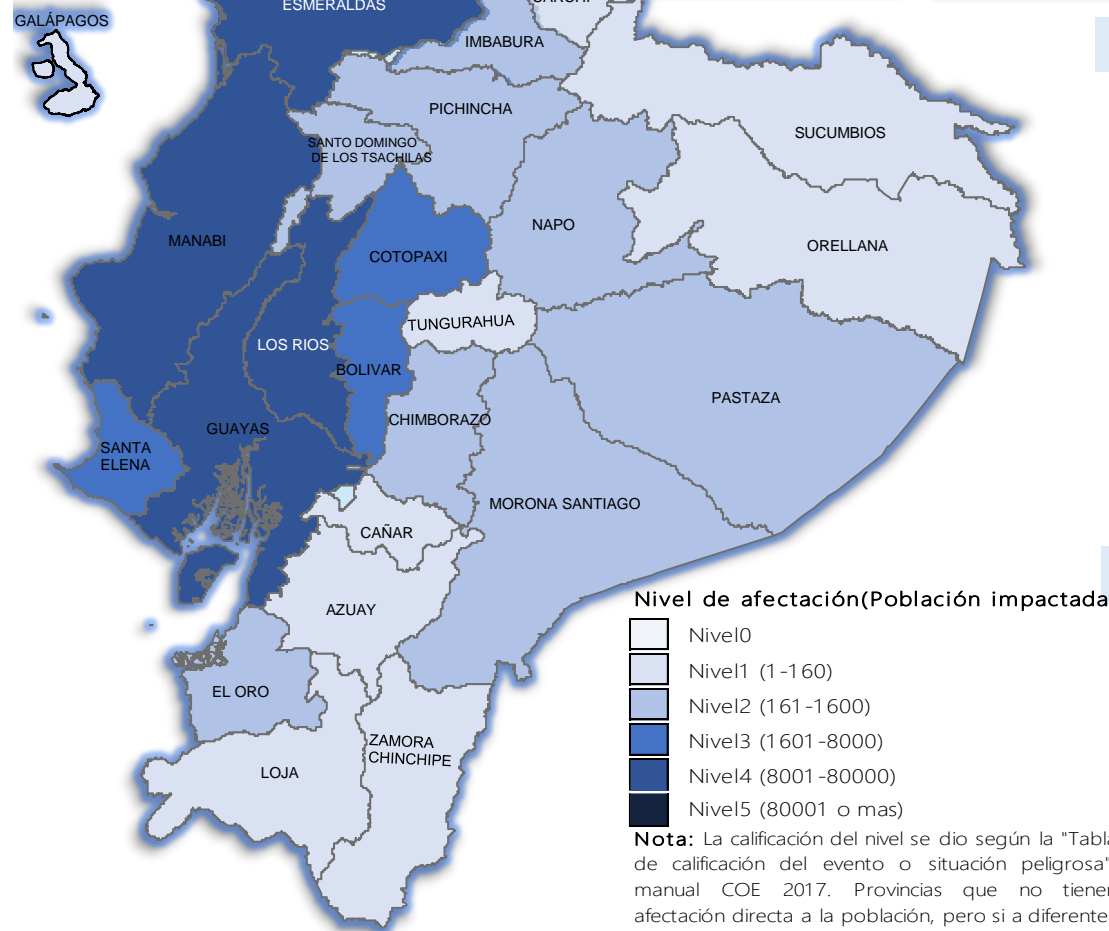 ESMERALDAS
CARCHI
GALÁPAGOS
IMBABURA
PICHINCHA
SUCUMBIOS
SANTO DOMINGO
DE LOS TSACHILAS
NAPO
MANABI
ORELLANA
COTOPAXI
TUNGURAHUA
LOS RIOS
BOLIVAR
PASTAZA
CHIMBORAZO
GUAYAS
SANTA
ELENA
MORONA SANTIAGO
CAÑAR
AZUAY
EL ORO
ZAMORA
CHINCHIPE
LOJA
Nivel de afectación(Población impactada
Nivel0
Nivel1 (1-160)
Nivel2 (161-1600)
Nivel3 (1601-8000)
Nivel4 (8001-80000)
Nivel5 (80001 o mas)
Nota: La calificación del nivel se dio según la "Tabla
de calificación del evento o situación peligrosa"
manual COE 2017. Provincias que no tienen
afectación directa a la población, pero si a diferente